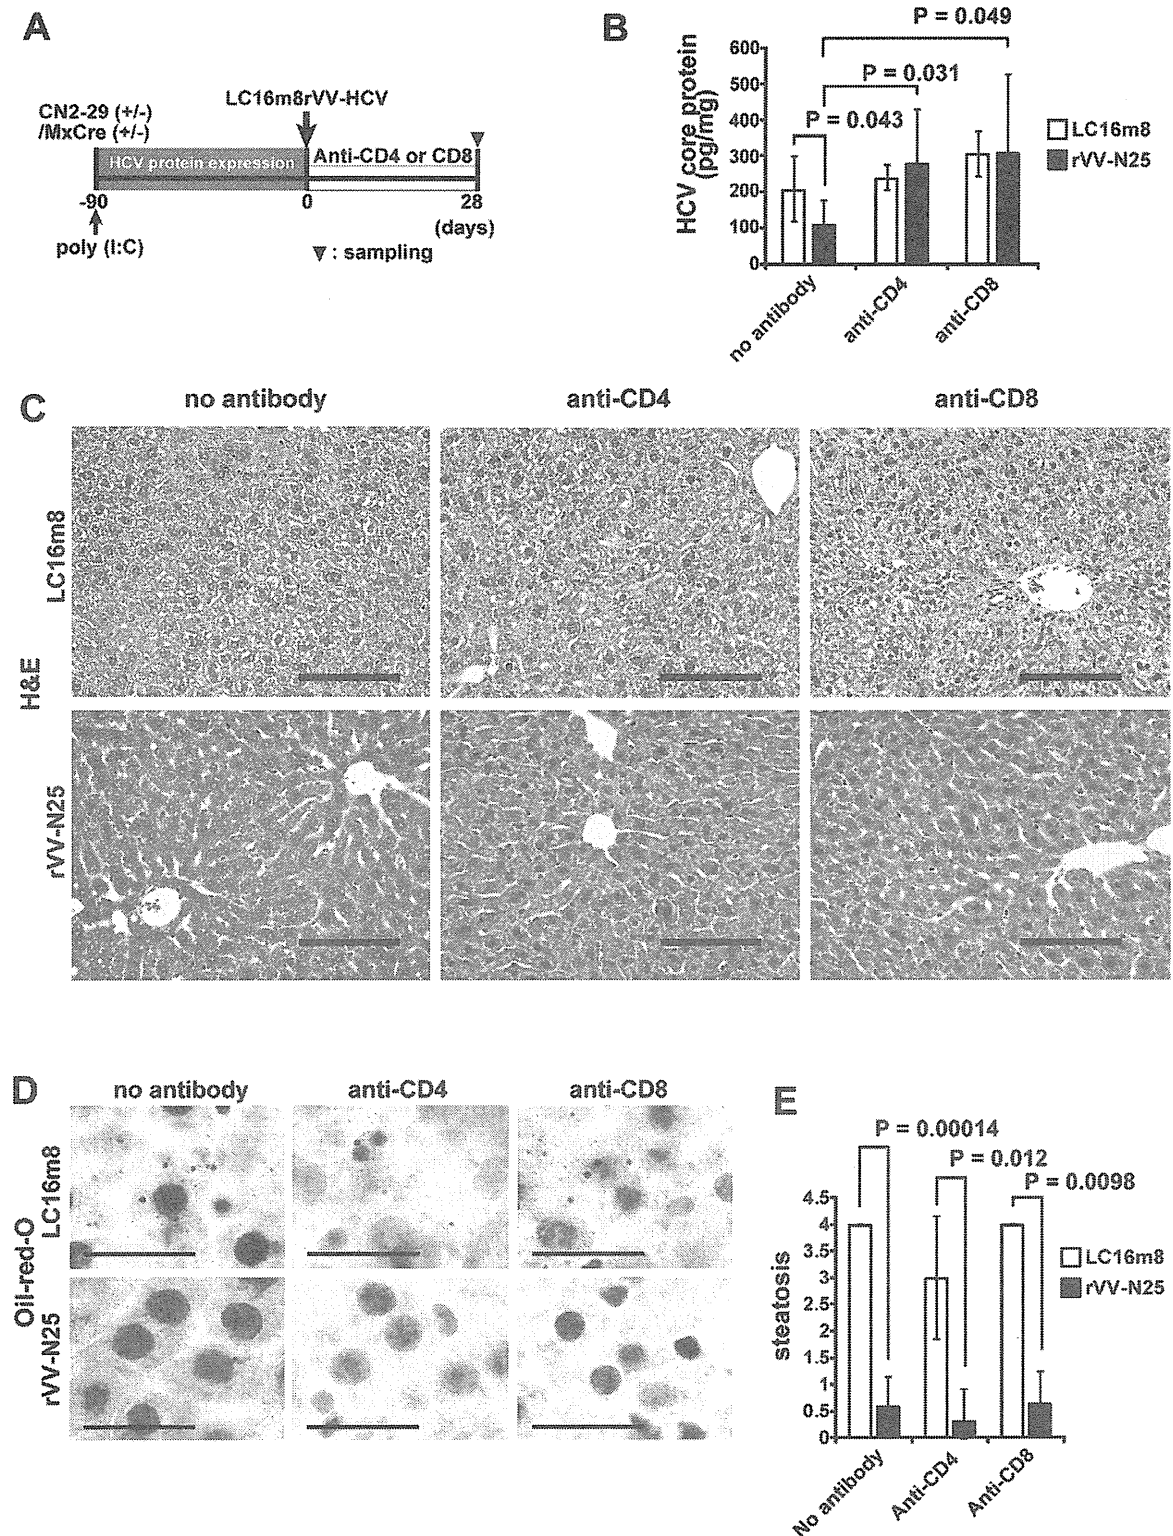 A
LC16m8rVV-HCV
CN2-29 (+/-)
/MxCre (+/-)
HCV protein expression
Anti-CD4 or CD8
-90
0
28
(days)
poly (I:C)
▼ : sampling
B
P = 0.049
P = 0.031
P = 0.043
HCV core protein
(pg/mg)
600
500
400
300
200
100
0
no antibody
anti-CD4
anti-CD8
LC16m8
rVV-N25
C
no antibody
anti-CD4
anti-CD8
H&E
LC16m8
rVV-N25
D
no antibody
anti-CD4
anti-CD8
Oil-red-O
LC16m8
rVV-N25
E
P = 0.00014
P = 0.012
P = 0.0098
steatosis
4.5
4
3.5
3
2.5
2
1.5
1
0.5
0
No antibody
Anti-CD4
Anti-CD8
LC16m8
rVV-N25